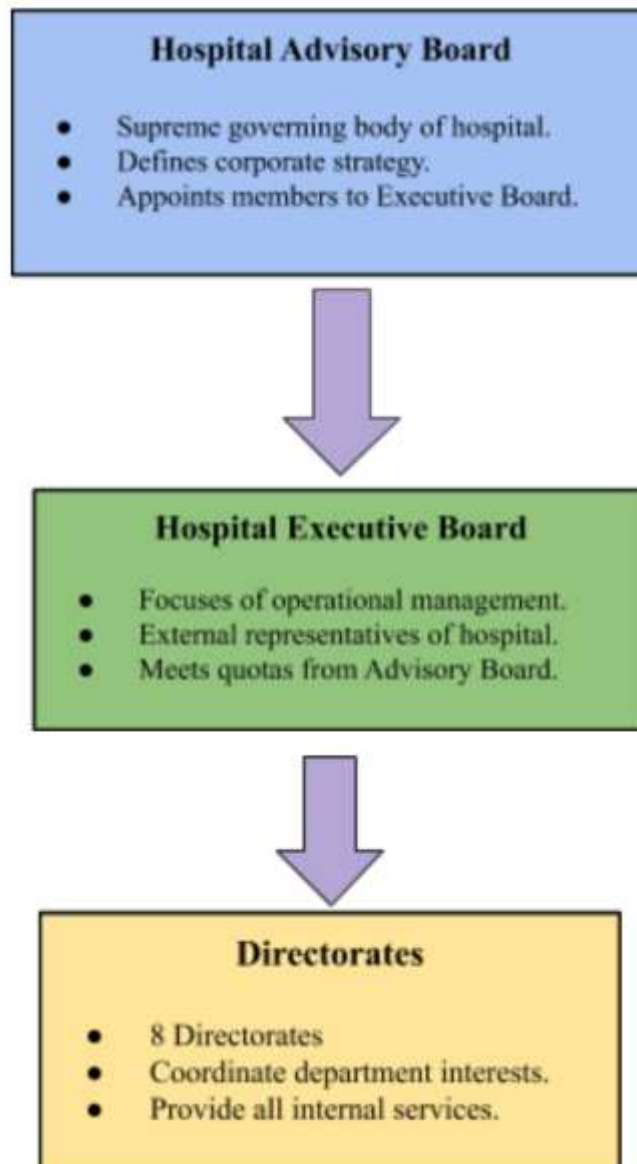 Hospital Advisory Board
● Supreme governing body of hospital.
● Defines corporate strategy.
● Appoints members to Executive Board.
Hospital Executive Board
● Focuses of operational management.
● External representatives of hospital.
● Meets quotas from Advisory Board.
Directorates
● 8 Directorates
● Coordinate department interests.
● Provide all internal services.